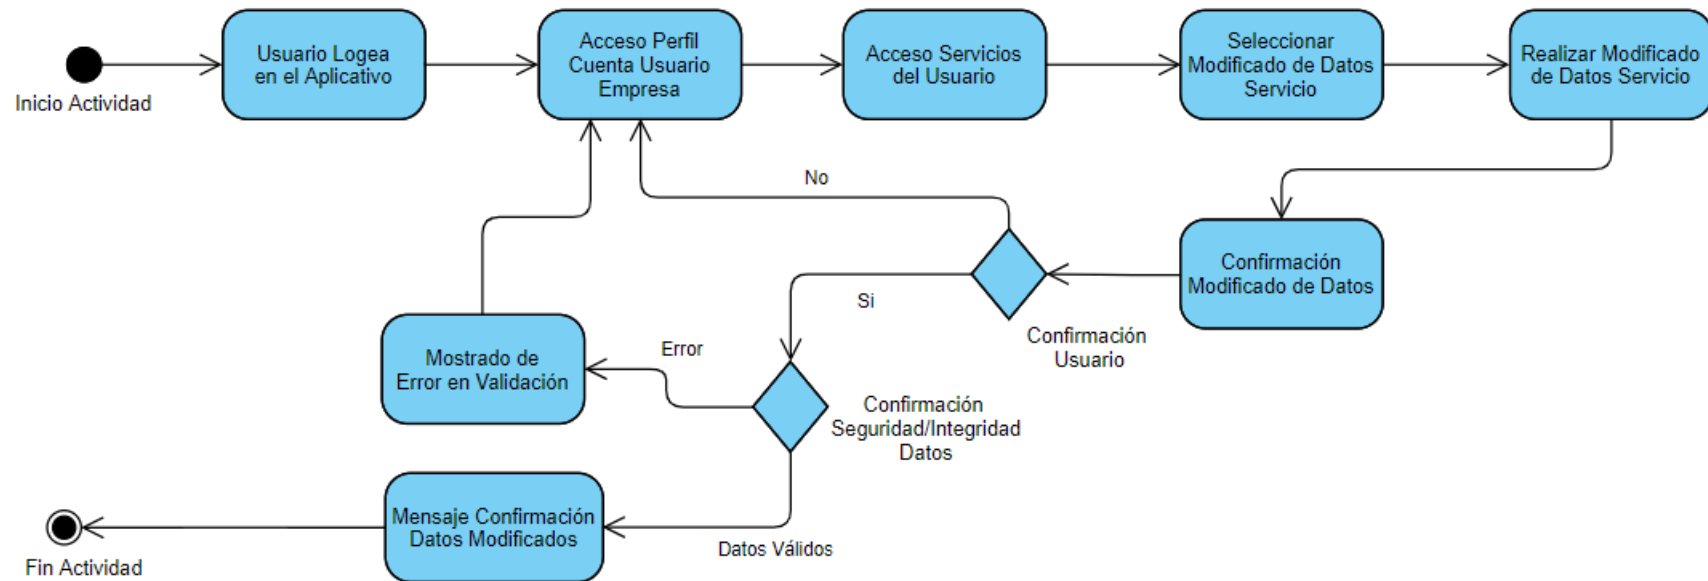 Inicio Actividad
Usuario Logea
en el Aplicativo
Acceso Perfil
Cuenta Usuario
Empresa
Acceso Servicios
del Usuario
Seleccionar
Modificado de Datos
Servicio
Realizar Modificado
de Datos Servicio
Confirmación
Modificado de Datos
Confirmación
Usuario
No
Si
Confirmación
Seguridad/Integridad
Datos
Error
Mostrado de
Error en Validación
Datos Válidos
Mensaje Confirmación
Datos Modificados
Fin Actividad